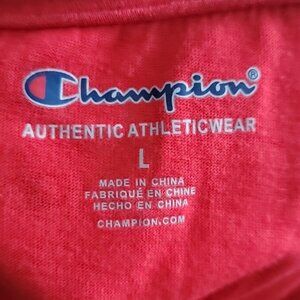 Champion®
AUTHENTIC ATHLETICWEAR
L
MADE IN CHINA
FABRIQUÉ EN CHINE
HECHO EN CHINA
CHAMPION.COM